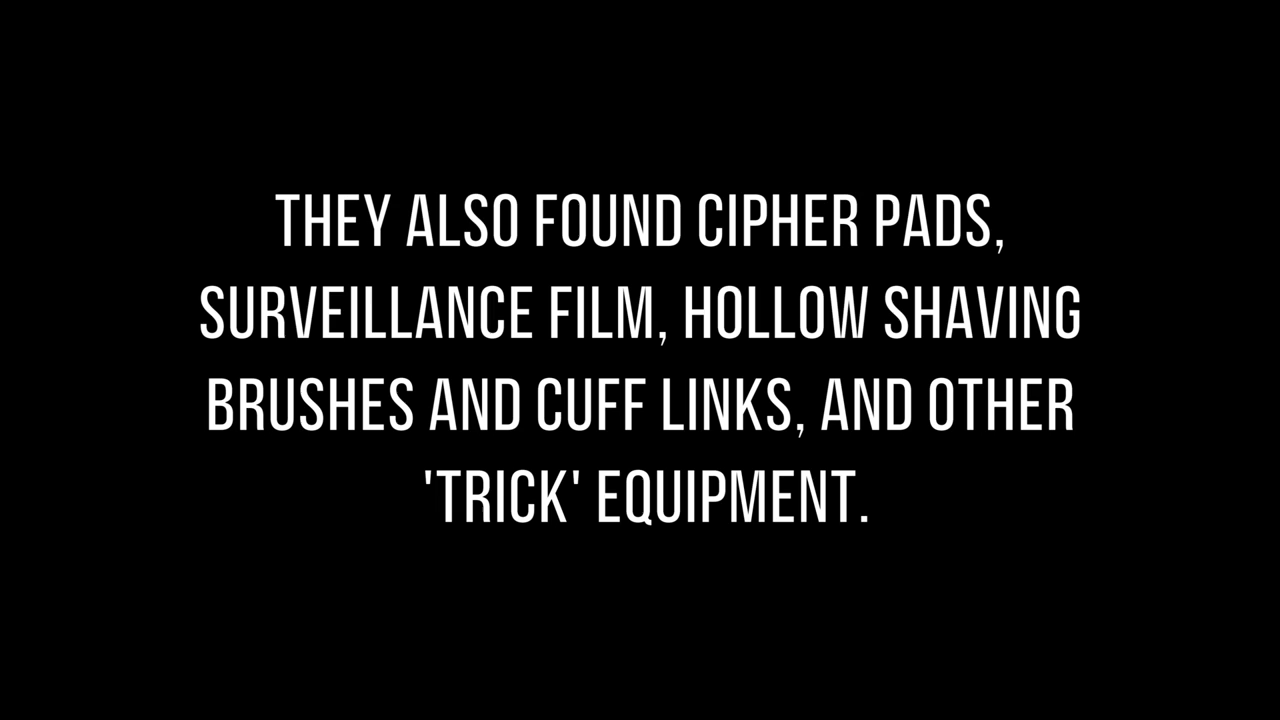 THEY ALSO FOUND CIPHER PADS,
SURVEILLANCE FILM, HOLLOW SHAVING
BRUSHES AND CUFF LINKS, AND OTHER
'TRICK' EQUIPMENT.